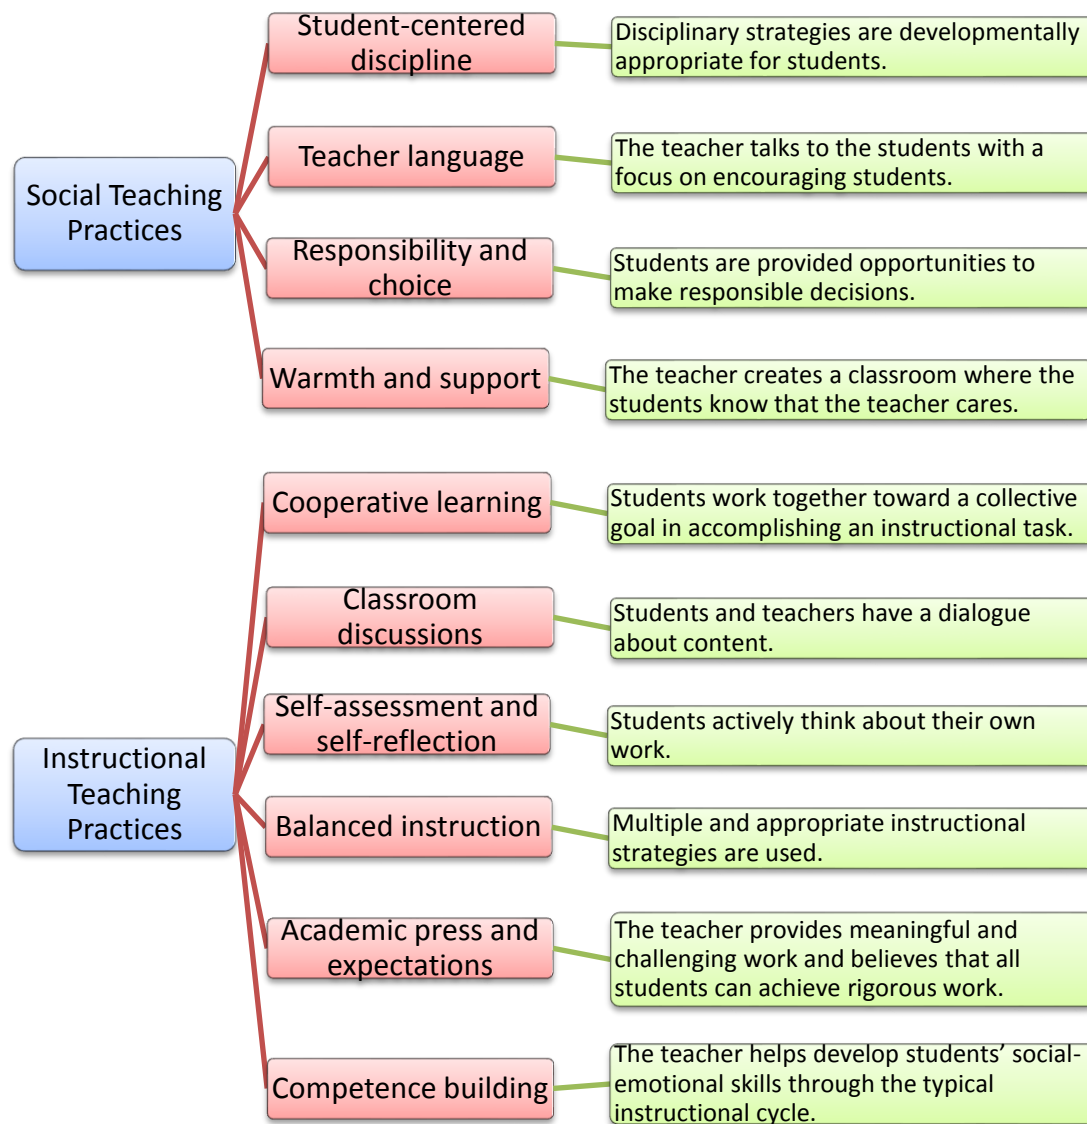 Social Teaching
Practices
Student-centered
discipline
Disciplinary strategies are developmentally
appropriate for students.
Teacher language
The teacher talks to the students with a
focus on encouraging students.
Responsibility and
choice
Students are provided opportunities to
make responsible decisions.
Warmth and support
The teacher creates a classroom where the
students know that the teacher cares.
Instructional
Teaching
Practices
Cooperative learning
Students work together toward a collective
goal in accomplishing an instructional task.
Classroom
discussions
Students and teachers have a dialogue
about content.
Self-assessment and
self-reflection
Students actively think about their own
work.
Balanced instruction
Multiple and appropriate instructional
strategies are used.
Academic press and
expectations
The teacher provides meaningful and
challenging work and believes that all
students can achieve rigorous work.
Competence building
The teacher helps develop students’ social-
emotional skills through the typical
instructional cycle.